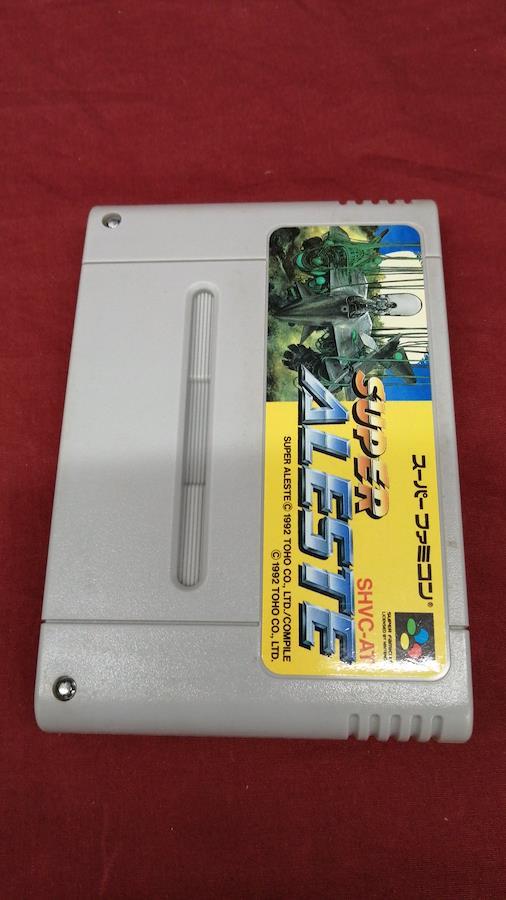 スーパーファミコン®
SUPER
ALESTE
SHVC-AT
SUPER ALESTE © 1992 TOHO CO., LTD./COMPILE
© 1992 TOHO CO., LTD.